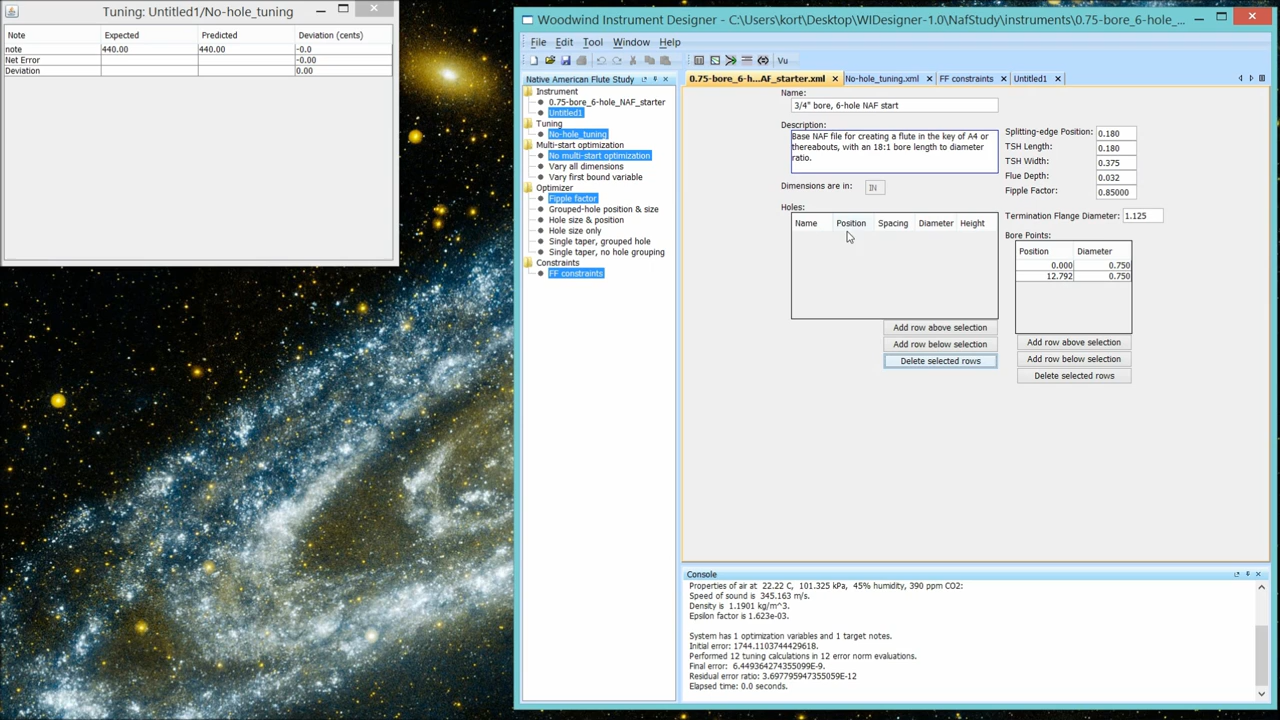 Tuning: Untitled1/No-hole_tuning
Note Expected Predicted Deviation (cents)
note 440.00 440.00 -0.0
Net Error -0.00
Deviation 0.00
Woodwind Instrument Designer - C:\Users\kort\Desktop\WIDesigner-1.0\NafStudy\instruments\0.75-bore_6-hole_...
File Edit Tool Window Help
Vu
Native American Flute Study
Instrument
0.75-bore_6-hole_NAF_starter
Untitled1
Tuning
No-hole_tuning
Multi-start optimization
No multi-start optimization
Vary all dimensions
Vary first bound variable
Optimizer
Fipple factor
Grouped-hole position & size
Hole size & position
Hole size only
Single taper, grouped hole
Single taper, no hole grouping
Constraints
FF constraints
0.75-bore_6-h...AF_starter.xml No-hole_tuning.xml FF constraints Untitled1
Name:
3/4" bore, 6-hole NAF start
Description:
Base NAF file for creating a flute in the key of A4 or
thereabouts, with an 18:1 bore length to diameter
ratio.
Dimensions are in: IN
Holes:
Name Position Spacing Diameter Height
Add row above selection
Add row below selection
Delete selected rows
Splitting-edge Position: 0.180
TSH Length: 0.180
TSH Width: 0.375
Flue Depth: 0.032
Fipple Factor: 0.85000
Termination Flange Diameter: 1.125
Bore Points:
Position Diameter
0.000 0.750
12.792 0.750
Add row above selection
Add row below selection
Delete selected rows
Console
Properties of air at 22.22 C, 101.325 kPa, 45% humidity, 390 ppm CO2:
Speed of sound is 345.163 m/s.
Density is 1.1901 kg/m^3.
Epsilon factor is 1.623e-03.
System has 1 optimization variables and 1 target notes.
Initial error: 1744.1103744429618.
Performed 12 tuning calculations in 12 error norm evaluations.
Final error: 6.449364274355099E-9.
Residual error ratio: 3.697795947355059E-12
Elapsed time: 0.0 seconds.